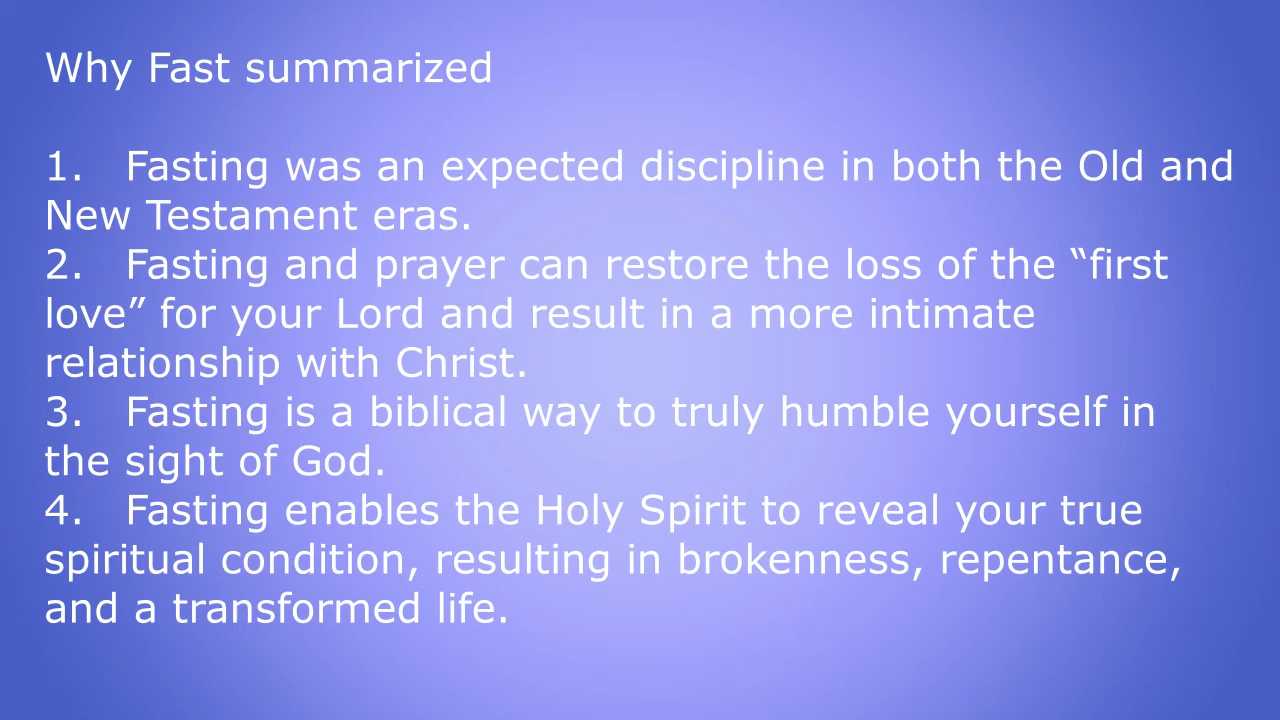 Why Fast summarized
1. Fasting was an expected discipline in both the Old and
New Testament eras.
2. Fasting and prayer can restore the loss of the “first
love” for your Lord and result in a more intimate
relationship with Christ.
3. Fasting is a biblical way to truly humble yourself in
the sight of God.
4. Fasting enables the Holy Spirit to reveal your true
spiritual condition, resulting in brokenness, repentance,
and a transformed life.